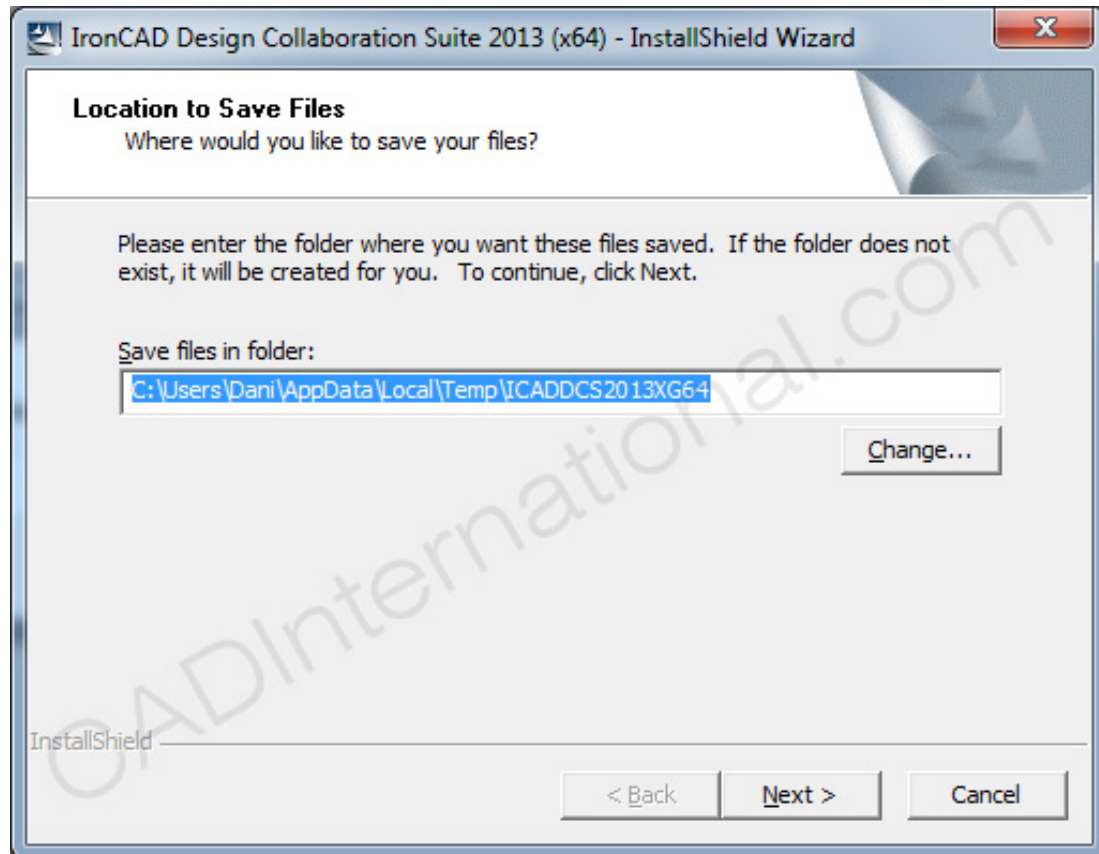 IronCAD Design Collaboration Suite 2013 (x64) - InstallShield Wizard
X
Location to Save Files
Where would you like to save your files?
Please enter the folder where you want these files saved.  If the folder does not
exist, it will be created for you.   To continue, click Next.
Save files in folder:
C:\Users\Dani\AppData\Local\Temp\ICADDCS2013XG64
Change...
CADInternational.com
InstallShield
< Back
Next >
Cancel